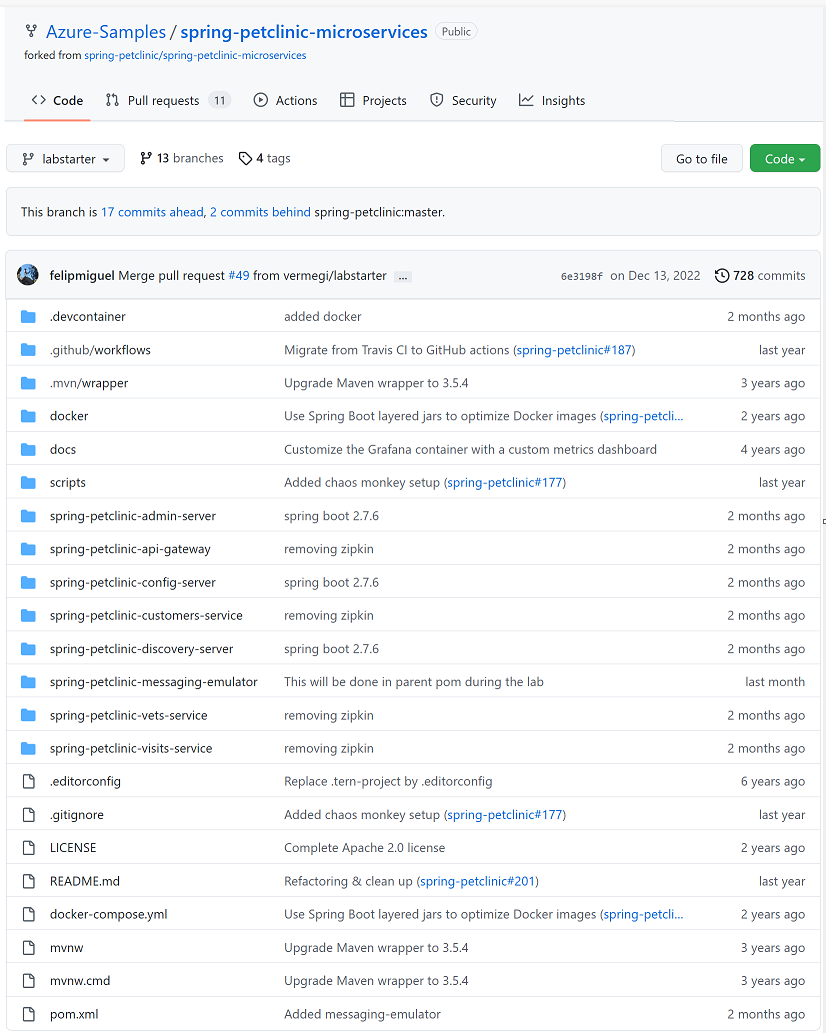 Azure-Samples / spring-petclinic-microservices Public
forked from spring-petclinic/spring-petclinic-microservices
Code Pull requests 11 Actions Projects Security Insights
labstarter 13 branches 4 tags Go to file Code
This branch is 17 commits ahead, 2 commits behind spring-petclinic:master.
felipmiguel Merge pull request #49 from vermegi/labstarter ... 6e3198f on Dec 13, 2022 728 commits
.devcontainer added docker 2 months ago
.github/workflows Migrate from Travis CI to GitHub actions (spring-petclinic#187) last year
.mvn/wrapper Upgrade Maven wrapper to 3.5.4 3 years ago
docker Use Spring Boot layered jars to optimize Docker images (spring-petcli... 2 years ago
docs Customize the Grafana container with a custom metrics dashboard 4 years ago
scripts Added chaos monkey setup (spring-petclinic#177) last year
spring-petclinic-admin-server spring boot 2.7.6 2 months ago
spring-petclinic-api-gateway removing zipkin 2 months ago
spring-petclinic-config-server spring boot 2.7.6 2 months ago
spring-petclinic-customers-service removing zipkin 2 months ago
spring-petclinic-discovery-server spring boot 2.7.6 2 months ago
spring-petclinic-messaging-emulator This will be done in parent pom during the lab last month
spring-petclinic-vets-service removing zipkin 2 months ago
spring-petclinic-visits-service removing zipkin 2 months ago
.editorconfig Replace .tern-project by .editorconfig 6 years ago
.gitignore Added chaos monkey setup (spring-petclinic#177) last year
LICENSE Complete Apache 2.0 license 2 years ago
README.md Refactoring & clean up (spring-petclinic#201) last year
docker-compose.yml Use Spring Boot layered jars to optimize Docker images (spring-petcli... 2 years ago
mvnw Upgrade Maven wrapper to 3.5.4 3 years ago
mvnw.cmd Upgrade Maven wrapper to 3.5.4 3 years ago
pom.xml Added messaging-emulator 2 months ago